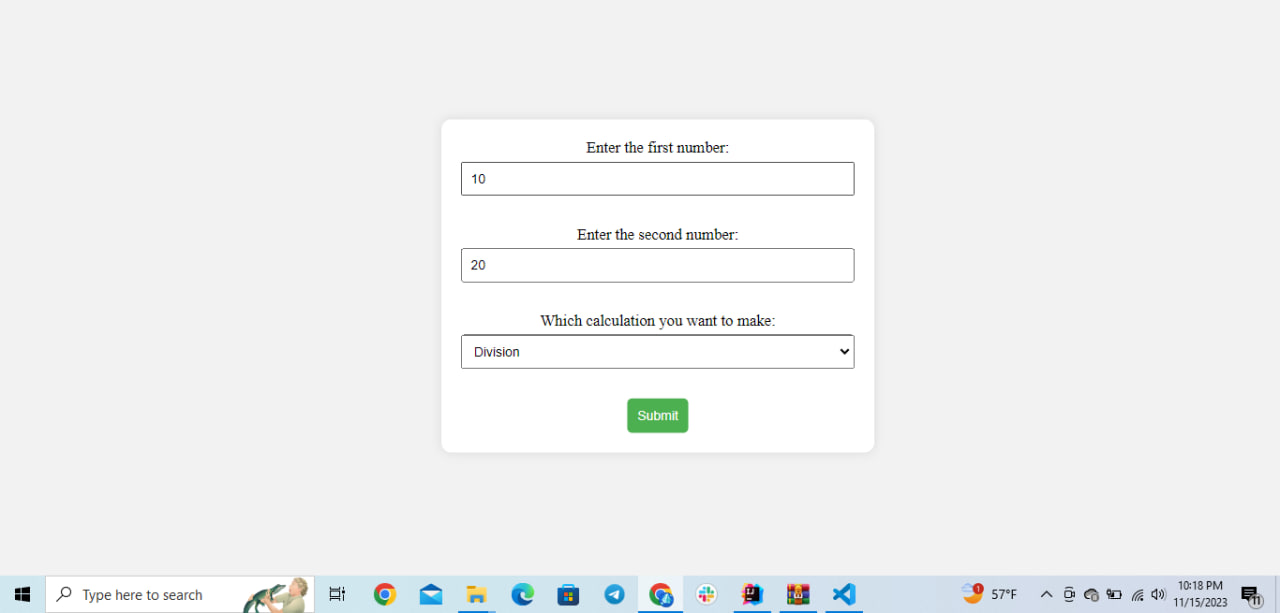 Enter the first number:
10
Enter the second number:
20
Which calculation you want to make:
Division
Submit
Type here to search
1
57°F
10:18 PM
11/15/2023
11